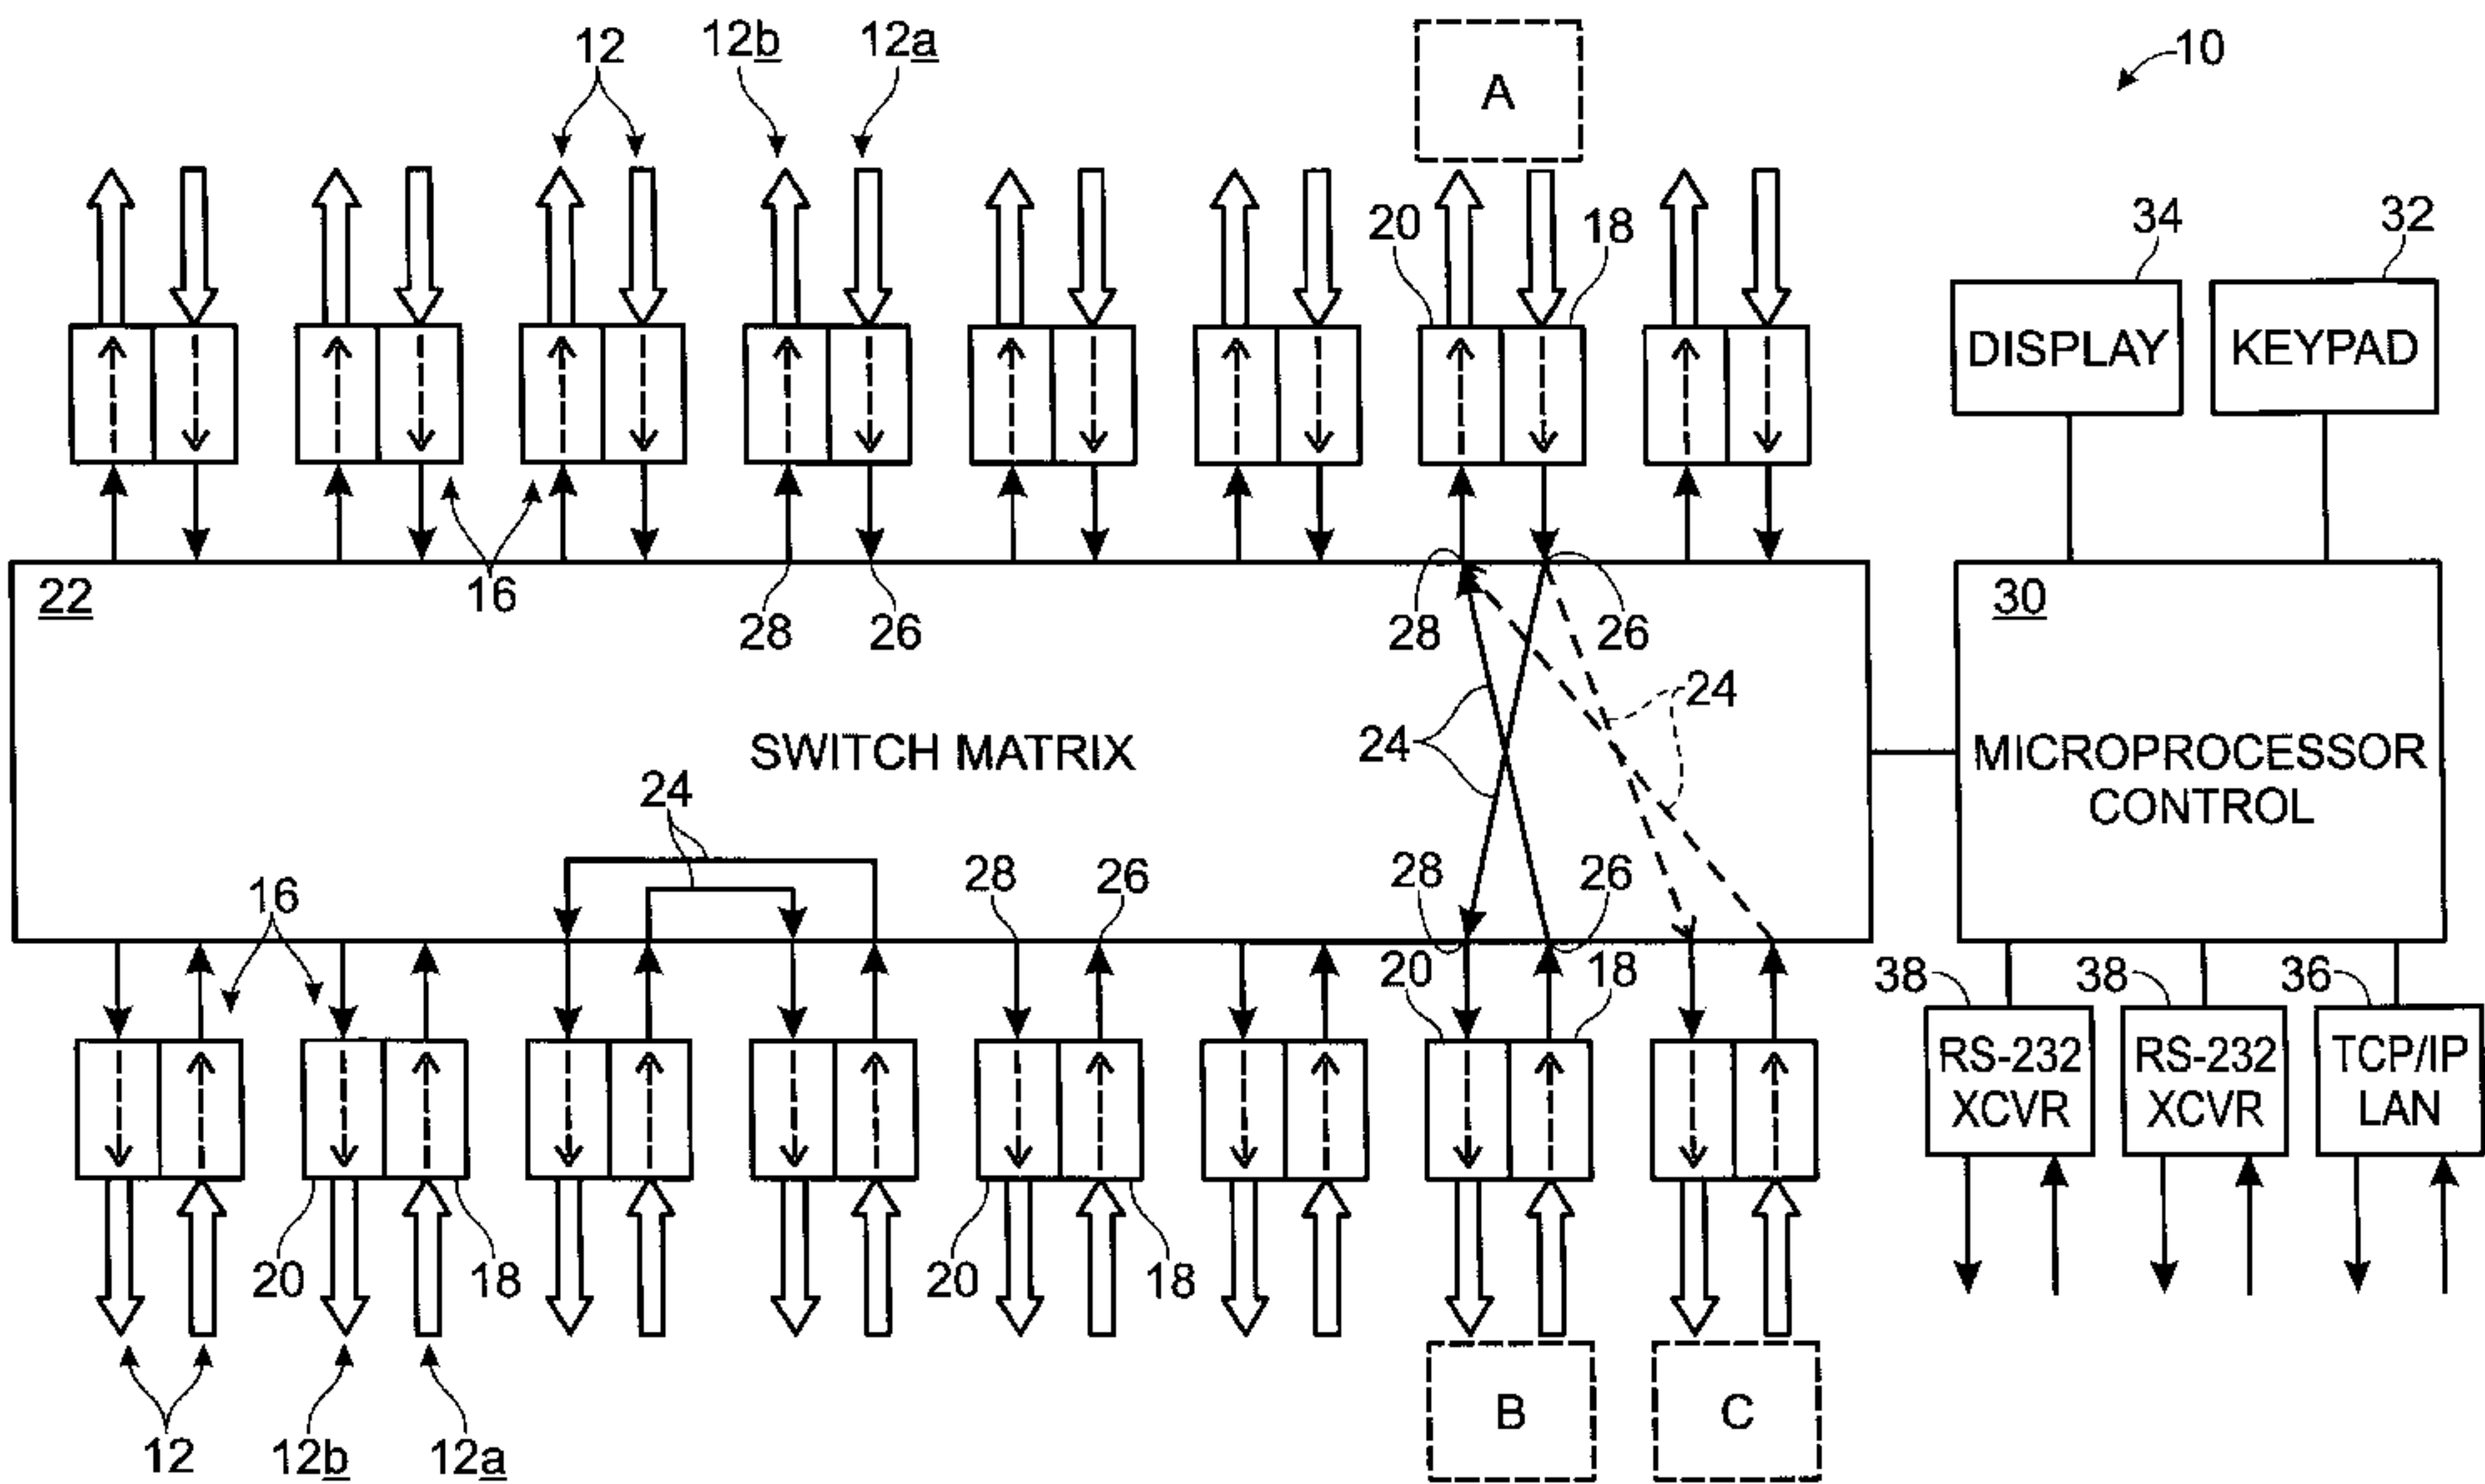 12
12b
12a
A
10
20
18
34
32
DISPLAY
KEYPAD
22
16
28
26
28
26
30
24
24
SWITCH MATRIX
MICROPROCESSOR
CONTROL
24
16
28
26
28
26
20
18
38
38
36
RS-232
XCVR
RS-232
XCVR
TCP/IP
LAN
20
18
20
18
B
C
12
12b
12a